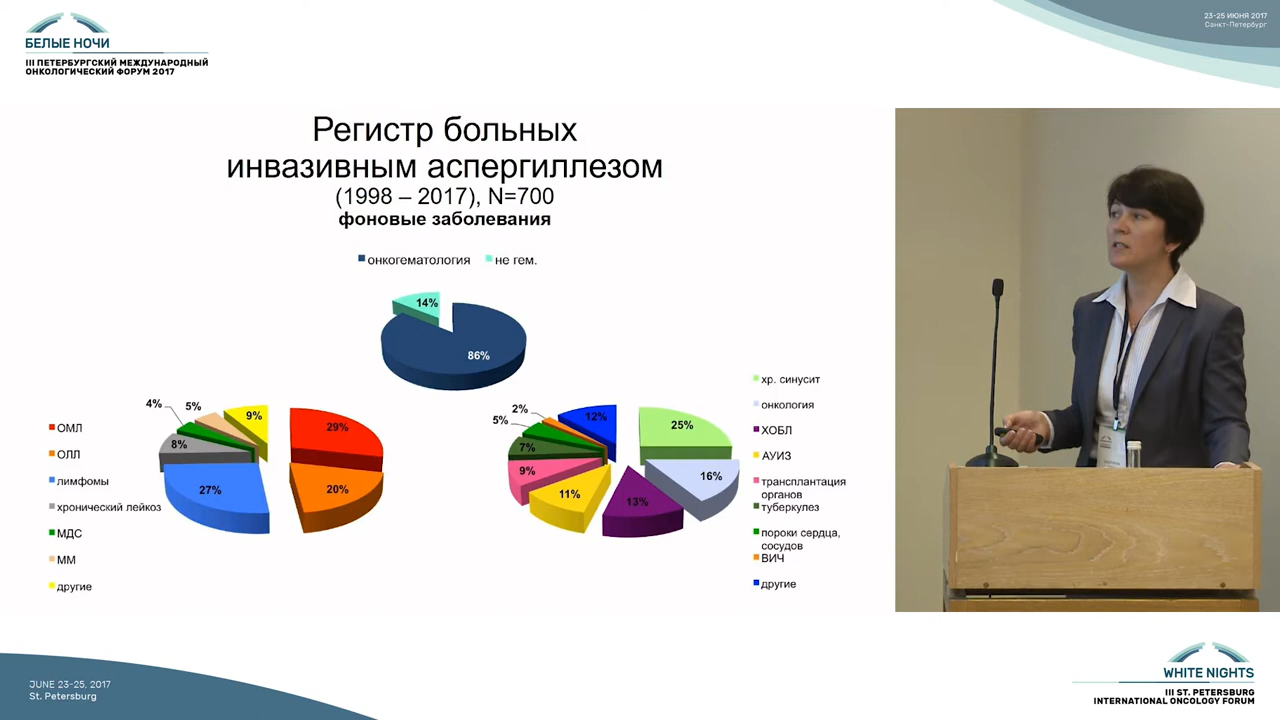 БЕЛЫЕ НОЧИ
III ПЕТЕРБУРГСКИЙ МЕЖДУНАРОДНЫЙ
ОНКОЛОГИЧЕСКИЙ ФОРУМ 2017
23-25 ИЮНЯ 2017
Санкт-Петербург
Регистр больных
инвазивным аспергиллезом
(1998 – 2017), N=700
фоновые заболевания
онкогематология
не гем.
14%
86%
ОМЛ
ОЛЛ
лимфомы
хронический лейкоз
МДС
ММ
другие
4%
5%
9%
29%
8%
27%
20%
2%
12%
25%
5%
7%
9%
16%
11%
13%
хр. синусит
онкология
ХОБЛ
АУИЗ
трансплантация
органов
туберкулез
пороки сердца,
сосудов
ВИЧ
другие
JUNE 23-25, 2017
St. Petersburg
WHITE NIGHTS
III ST. PETERSBURG
INTERNATIONAL ONCOLOGY FORUM